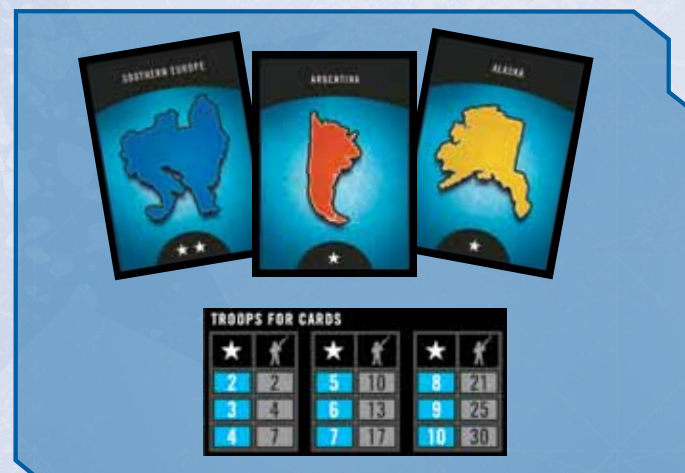 SOUTHERN EUROPE
ARGENTINA
ALASKA
TROOPS FOR CARDS
2 2 5 10 8 21
3 4 6 13 9 25
4 7 7 17 10 30